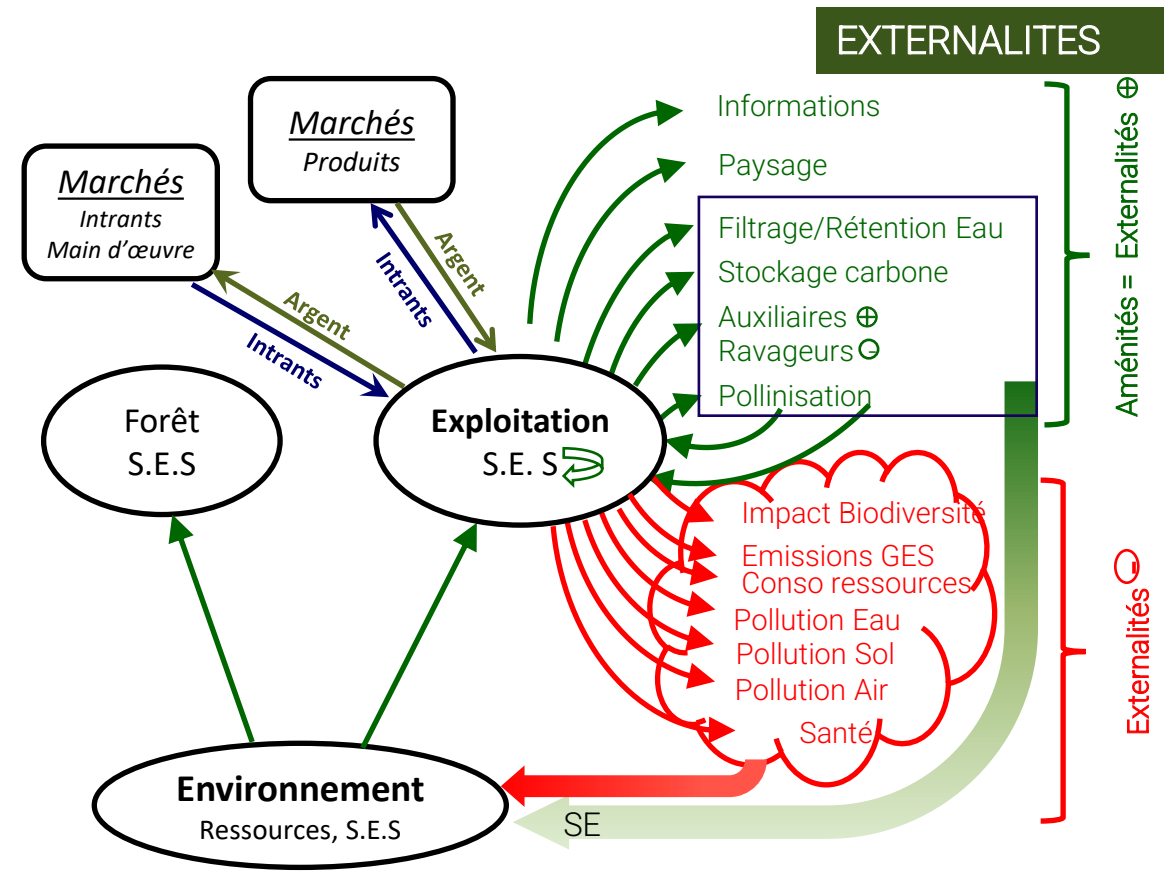 EXTERNALITES
Marchés
Produits
Marchés
Intrants
Main d'œuvre
Argent
Intrants
Argent
Intrants
Forêt
S.E.S
Exploitation
S.E. S
Environnement
Ressources, S.E.S
Informations
Paysage
Filtrage/Rétention Eau
Stockage carbone
Auxiliaires ⊕
Ravageurs ⊖
Pollinisation
Aménités = Externalités ⊕
Impact Biodiversité
Emissions GES
Conso ressources
Pollution Eau
Pollution Sol
Pollution Air
Santé
Externalités ⊖
SE